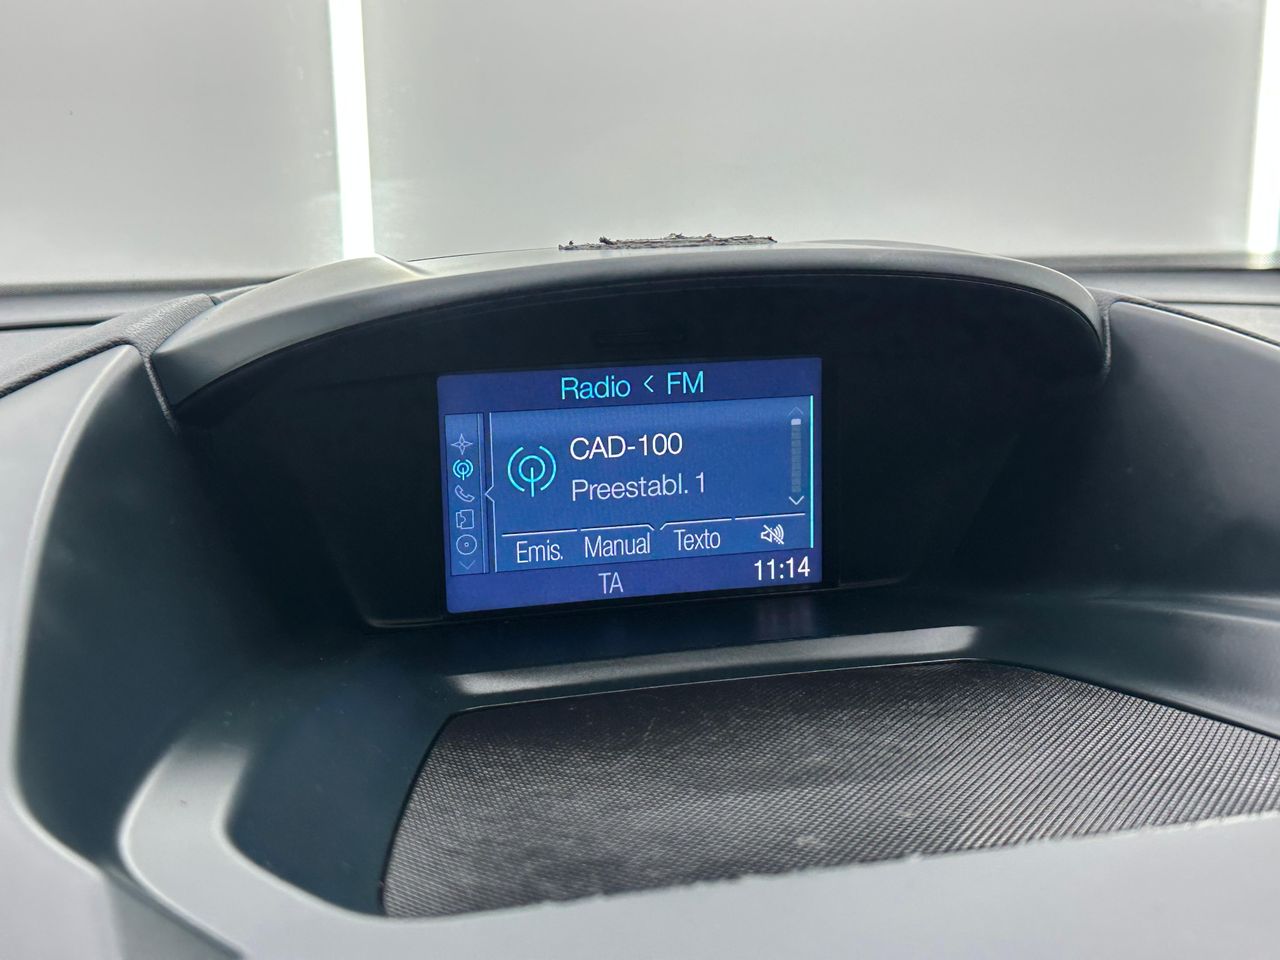 Radio < FM
CAD-100
Preestabl. 1
Emis. Manual Texto
TA 11:14